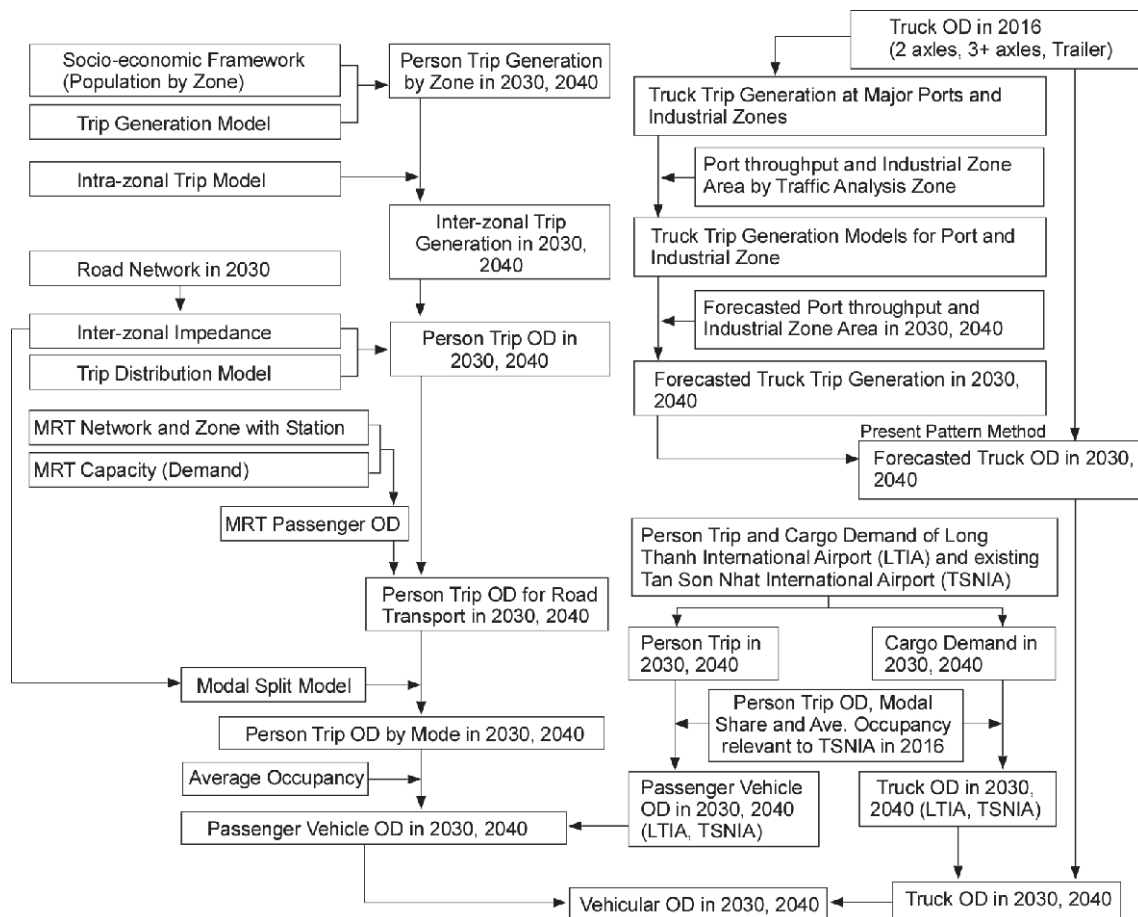 Socio-economic Framework
(Population by Zone)
Trip Generation Model
Person Trip Generation
by Zone in 2030, 2040
Intra-zonal Trip Model
Inter-zonal Trip
Generation in 2030,
2040
Road Network in 2030
Inter-zonal Impedance
Trip Distribution Model
Person Trip OD in
2030, 2040
MRT Network and Zone with Station
MRT Capacity (Demand)
MRT Passenger OD
Person Trip OD for Road
Transport in 2030, 2040
Modal Split Model
Person Trip OD by Mode in 2030, 2040
Average Occupancy
Passenger Vehicle OD in 2030, 2040
Truck OD in 2016
(2 axles, 3+ axles, Trailer)
Truck Trip Generation at Major Ports and
Industrial Zones
Port throughput and Industrial Zone
Area by Traffic Analysis Zone
Truck Trip Generation Models for Port and
Industrial Zone
Forecasted Port throughput and
Industrial Zone Area in 2030, 2040
Forecasted Truck Trip Generation in 2030,
2040
Present Pattern Method
Forecasted Truck OD in 2030,
2040
Person Trip and Cargo Demand of Long
Thanh International Airport (LTIA) and existing
Tan Son Nhat International Airport (TSNIA)
Person Trip in
2030, 2040
Cargo Demand in
2030, 2040
Person Trip OD, Modal
Share and Ave. Occupancy
relevant to TSNIA in 2016
Passenger Vehicle
OD in 2030, 2040
(LTIA, TSNIA)
Truck OD in 2030,
2040 (LTIA, TSNIA)
Vehicular OD in 2030, 2040
Truck OD in 2030, 2040